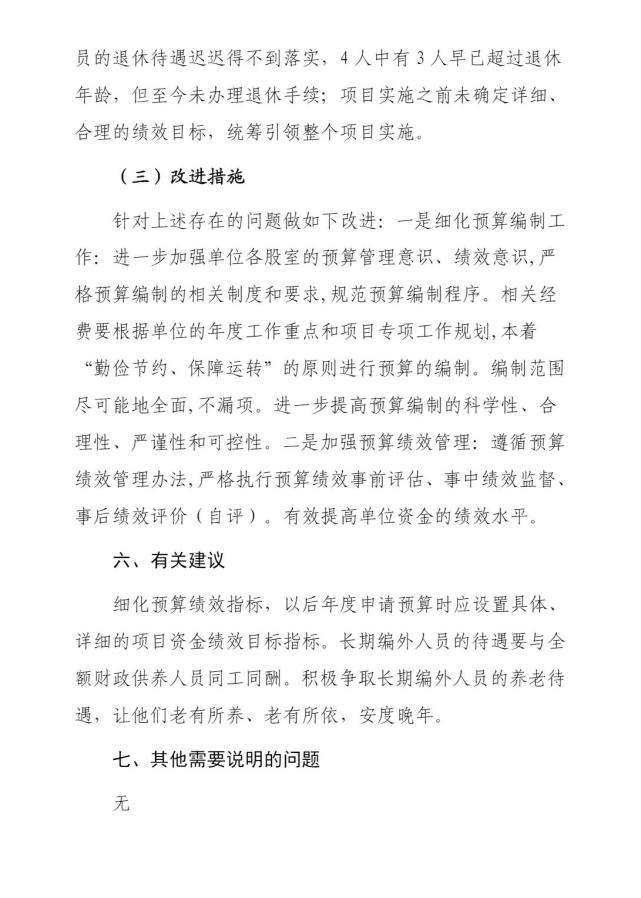 员的退休待遇迟迟得不到落实，4 人中有 3 人早已超过退休
年龄，但至今未办理退休手续；项目实施之前未确定详细、
合理的绩效目标，统筹引领整个项目实施。
（三）改进措施
针对上述存在的问题做如下改进：一是细化预算编制工
作：进一步加强单位各股室的预算管理意识、绩效意识,严
格预算编制的相关制度和要求,规范预算编制程序。相关经
费要根据单位的年度工作重点和项目专项工作规划,本着
“勤俭节约、保障运转”的原则进行预算的编制。编制范围
尽可能地全面,不漏项。进一步提高预算编制的科学性、合
理性、严谨性和可控性。二是加强预算绩效管理：遵循预算
绩效管理办法,严格执行预算绩效事前评估、事中绩效监督、
事后绩效评价（自评）。有效提高单位资金的绩效水平。
六、有关建议
细化预算绩效指标，以后年度申请预算时应设置具体、
详细的项目资金绩效目标指标。长期编外人员的待遇要与全
额财政供养人员同工同酬。积极争取长期编外人员的养老待
遇，让他们老有所养、老有所依，安度晚年。
七、其他需要说明的问题
无